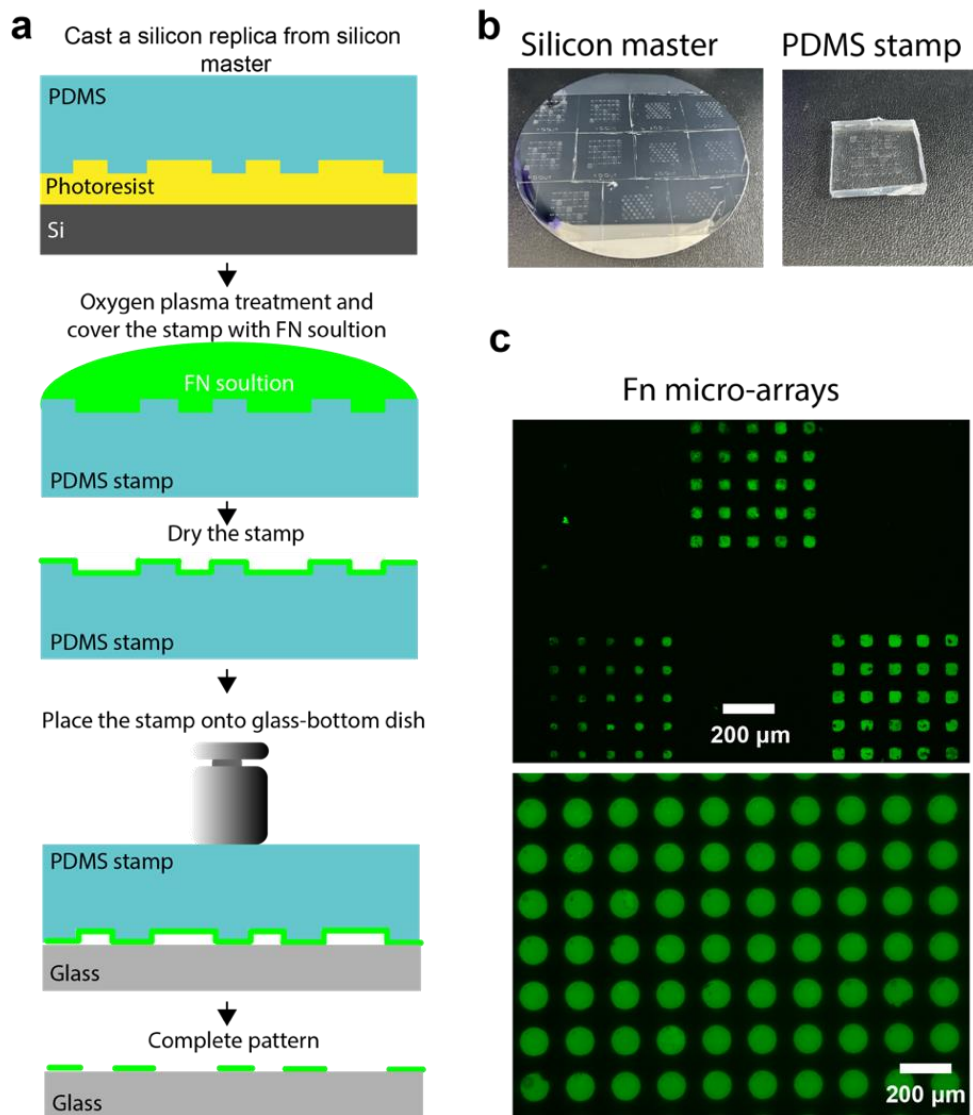 a
Cast a silicon replica from silicon
master
PDMS
Photoresist
Si
Oxygen plasma treatment and
cover the stamp with FN soultion
FN soultion
PDMS stamp
Dry the stamp
PDMS stamp
Place the stamp onto glass-bottom dish
PDMS stamp
Glass
Complete pattern
Glass
b
Silicon master
PDMS stamp
c
Fn micro-arrays
200 µm
200 µm